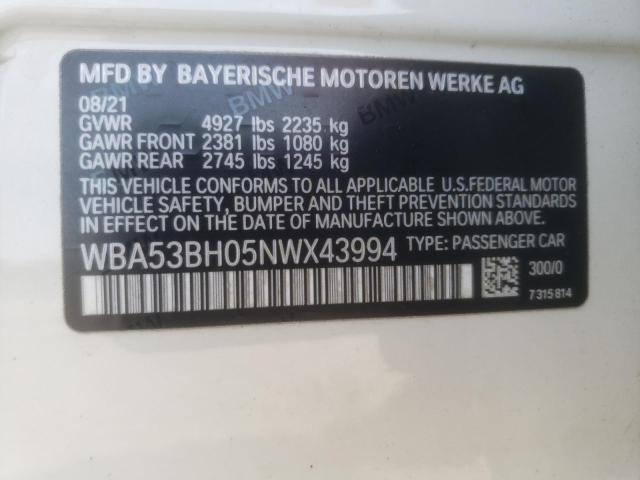 MFD BY BAYERISCHE MOTOREN WERKE AG
08/21
GVWR 4927 lbs 2235 kg
GAWR FRONT 2381 lbs 1080 kg
GAWR REAR 2745 lbs 1245 kg
THIS VEHICLE CONFORMS TO ALL APPLICABLE U.S.FEDERAL MOTOR
VEHICLE SAFETY, BUMPER AND THEFT PREVENTION STANDARDS
IN EFFECT ON THE DATE OF MANUFACTURE SHOWN ABOVE.
WBA53BH05NWX43994 TYPE: PASSENGER CAR
300/0
7315814